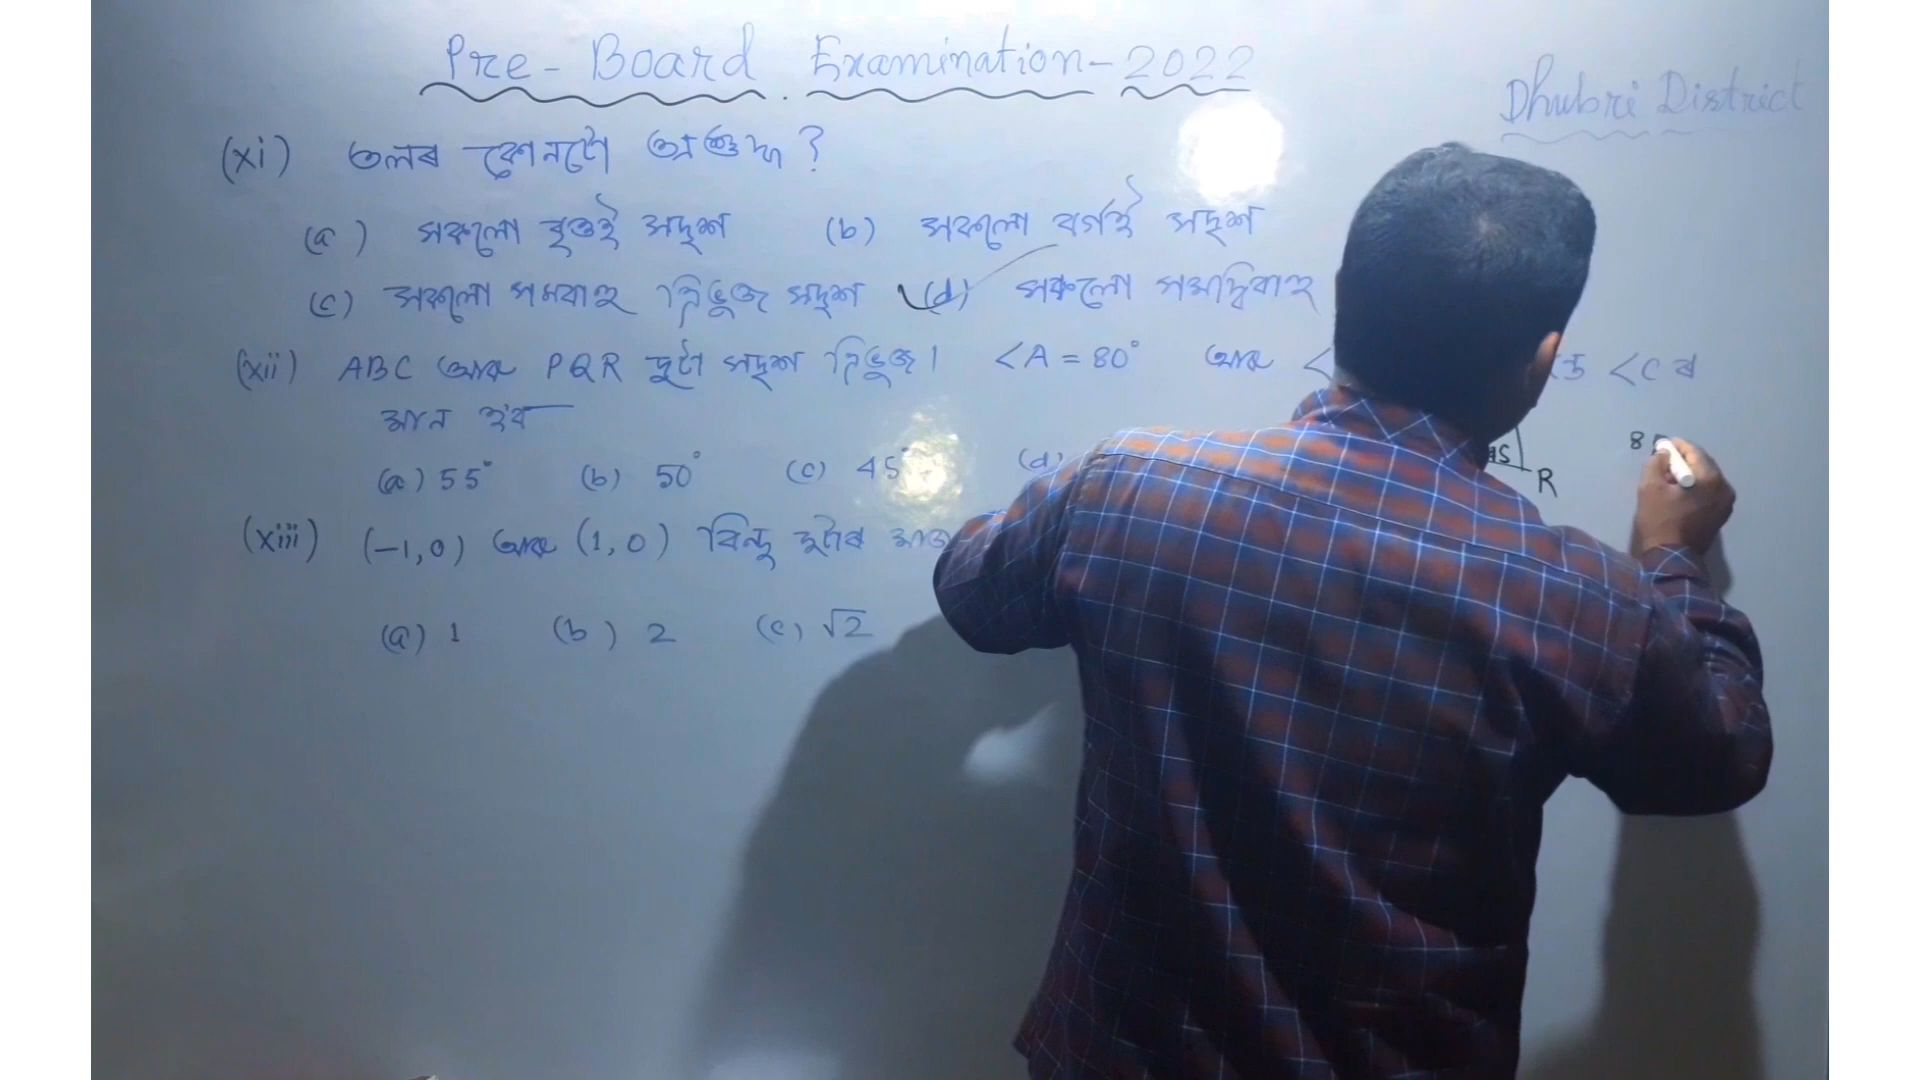 Pre-Board Examination-2022
Dhubri District
(xi) তলৰ কোনটো অশুদ্ধ ?
(a) সকলো বৃত্তই সদৃশ (b) সকলো বৰ্গই সদৃশ
(c) সকলো সমবাহু ত্ৰিভুজ সদৃশ (d) সকলো সমদ্বিবাহু
(xii) ABC আৰু PQR দুটা সদৃশ ত্ৰিভুজ। <A = 80° আৰু < <C ৰ
মান হ'ব
(a) 55° (b) 50° (c) 45° (d)
R
8
(xiii) (-1,0) আৰু (1,0) বিন্দু দুটাৰ
(a) 1 (b) 2 (c) √2